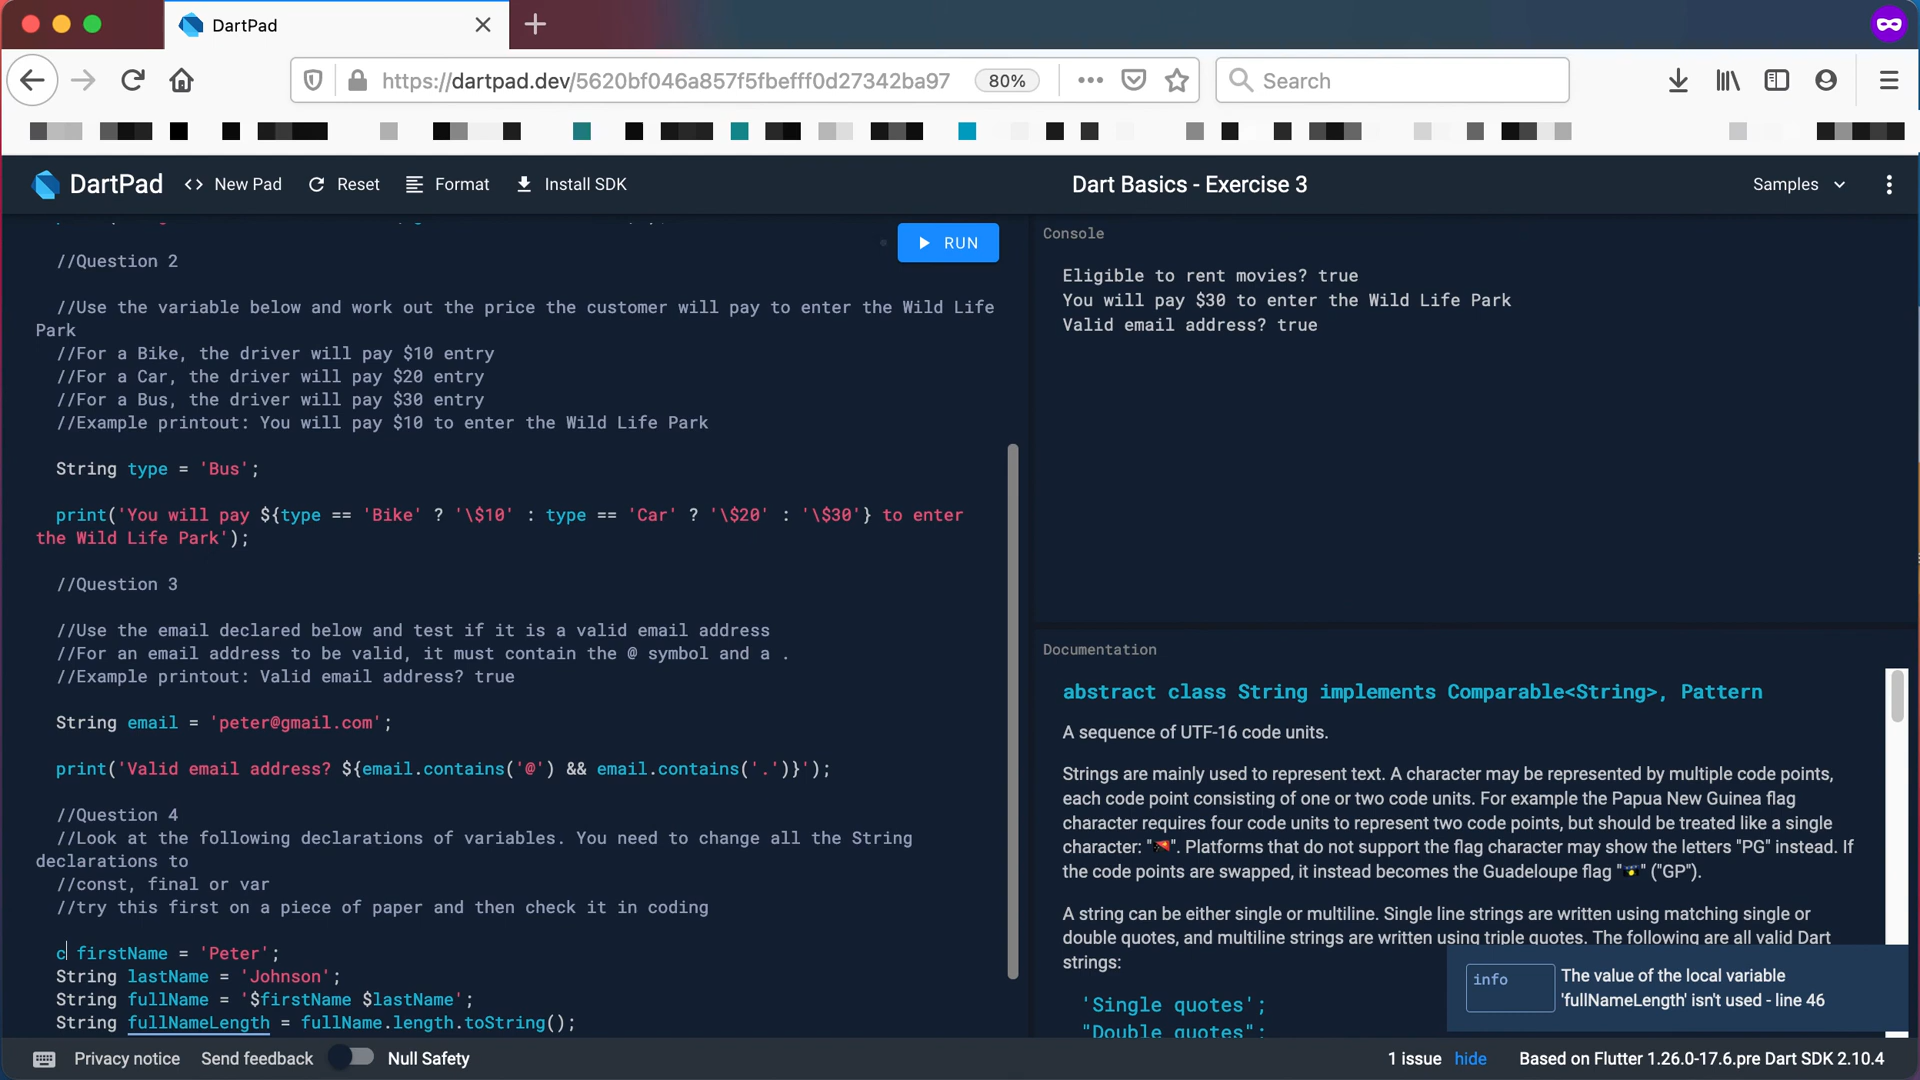 DartPad
https://dartpad.dev/5620bf046a857f5fbefff0d27342ba97
80%
Search
DartPad
<> New Pad
Reset
Format
Install SDK
Dart Basics - Exercise 3
Samples
RUN
//Question 2
//Use the variable below and work out the price the customer will pay to enter the Wild Life
Park
//For a Bike, the driver will pay $10 entry
//For a Car, the driver will pay $20 entry
//For a Bus, the driver will pay $30 entry
//Example printout: You will pay $10 to enter the Wild Life Park
String type = 'Bus';
print('You will pay ${type == 'Bike' ? '\$10' : type == 'Car' ? '\$20' : '\$30'} to enter
the Wild Life Park');
//Question 3
//Use the email declared below and test if it is a valid email address
//For an email address to be valid, it must contain the @ symbol and a .
//Example printout: Valid email address? true
String email = 'peter@gmail.com';
print('Valid email address? ${email.contains('@') && email.contains('.')}');
//Question 4
//Look at the following declarations of variables. You need to change all the String
declarations to
//const, final or var
//try this first on a piece of paper and then check it in coding
c firstName = 'Peter';
String lastName = 'Johnson';
String fullName = '$firstName $lastName';
String fullNameLength = fullName.length.toString();
Console
Eligible to rent movies? true
You will pay $30 to enter the Wild Life Park
Valid email address? true
Documentation
abstract class String implements Comparable<String>, Pattern
A sequence of UTF-16 code units.
Strings are mainly used to represent text. A character may be represented by multiple code points,
each code point consisting of one or two code units. For example the Papua New Guinea flag
character requires four code units to represent two code points, but should be treated like a single
character: "🇵🇬". Platforms that do not support the flag character may show the letters "PG" instead. If
the code points are swapped, it instead becomes the Guadeloupe flag "🇬🇵" ("GP").
A string can be either single or multiline. Single line strings are written using matching single or
double quotes, and multiline strings are written using triple quotes. The following are all valid Dart
strings:
'Single quotes';
"Double quotes";
info
The value of the local variable
'fullNameLength' isn't used - line 46
Privacy notice
Send feedback
Null Safety
1 issue
hide
Based on Flutter 1.26.0-17.6.pre Dart SDK 2.10.4